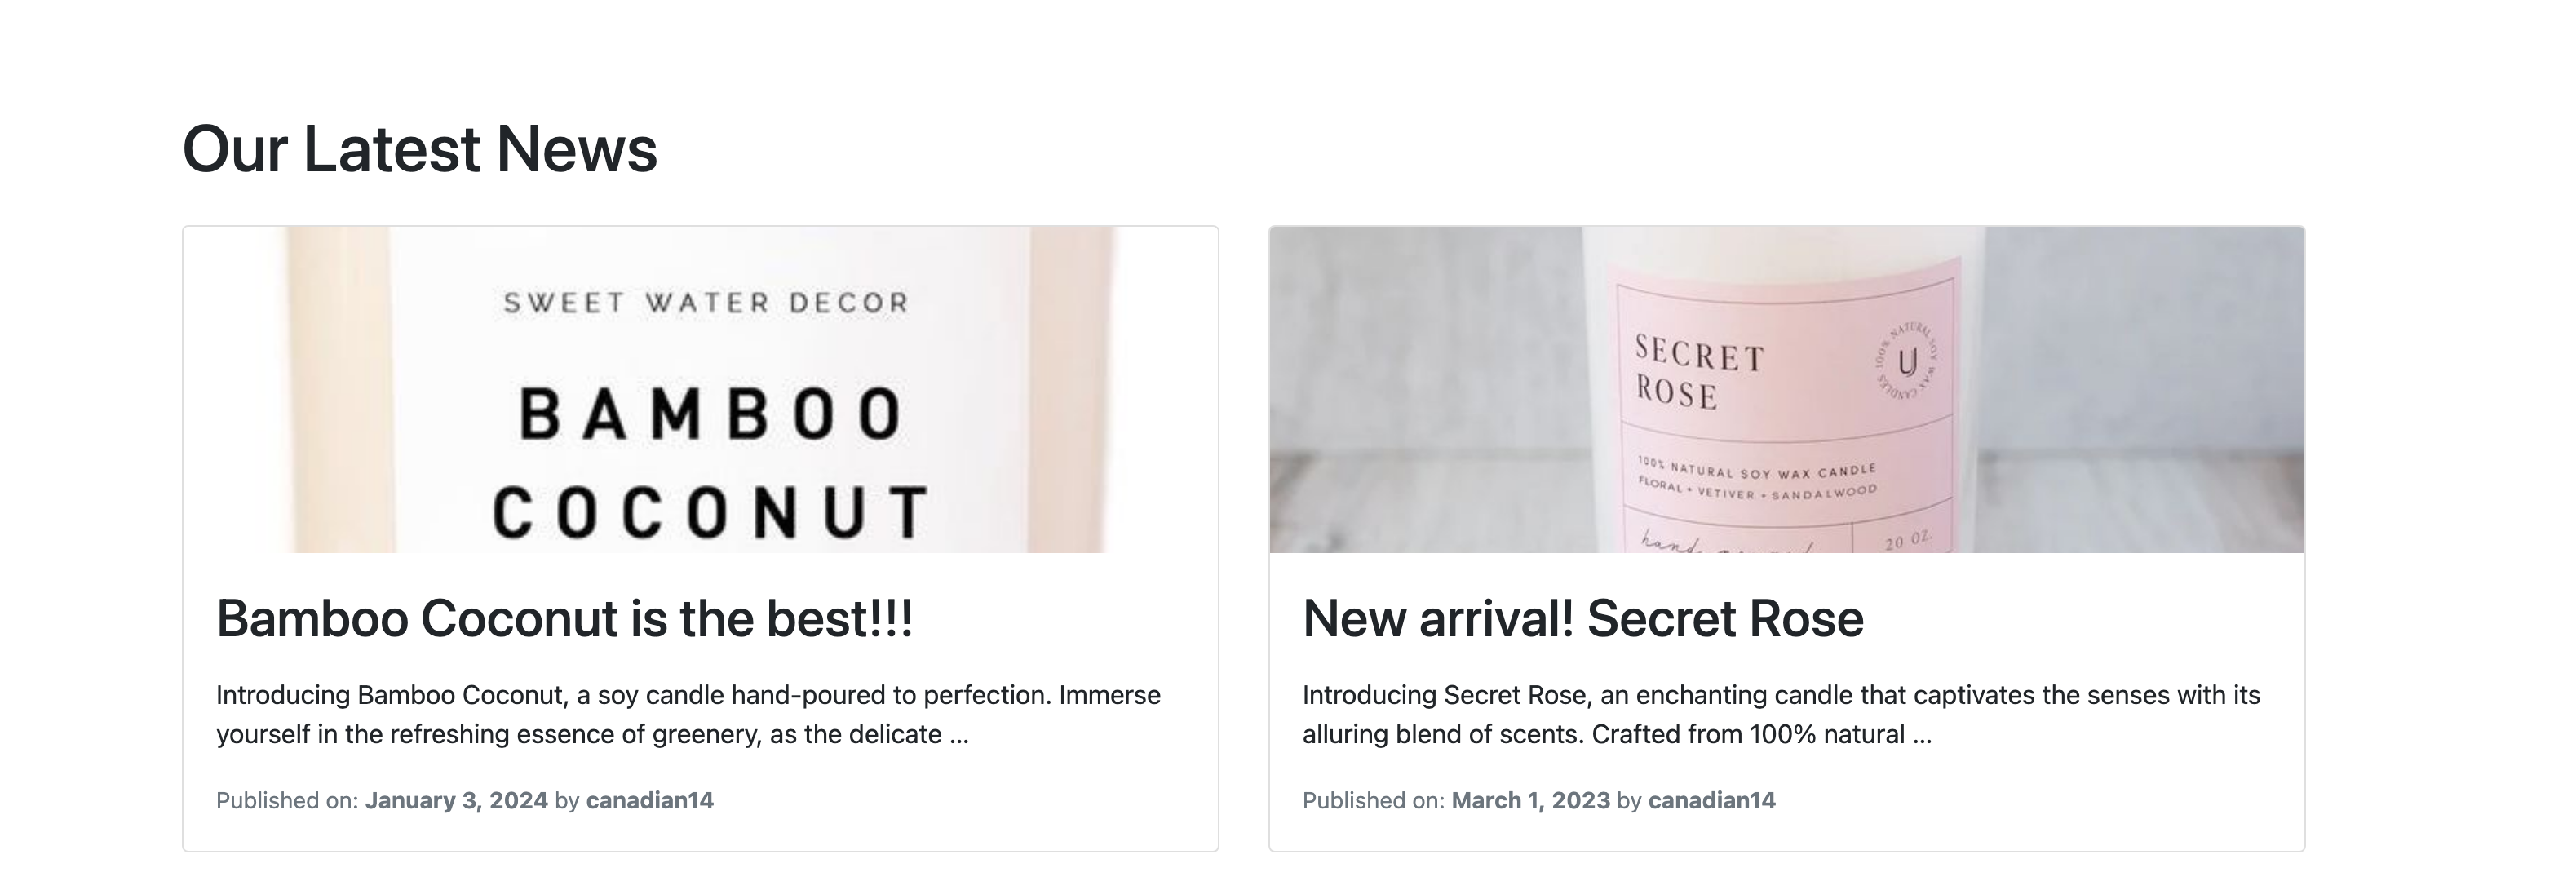 Our Latest News
SWEET WATER DECOR
BAMBOO
COCONUT
Bamboo Coconut is the best!!!
Introducing Bamboo Coconut, a soy candle hand-poured to perfection. Immerse
yourself in the refreshing essence of greenery, as the delicate ...
Published on: January 3, 2024 by canadian14
SECRET
ROSE
100% NATURAL SOY WAX CANDLES
U
100% NATURAL SOY WAX CANDLE
FLORAL + VETIVER + SANDALWOOD
20 OZ.
New arrival! Secret Rose
Introducing Secret Rose, an enchanting candle that captivates the senses with its
alluring blend of scents. Crafted from 100% natural ...
Published on: March 1, 2023 by canadian14